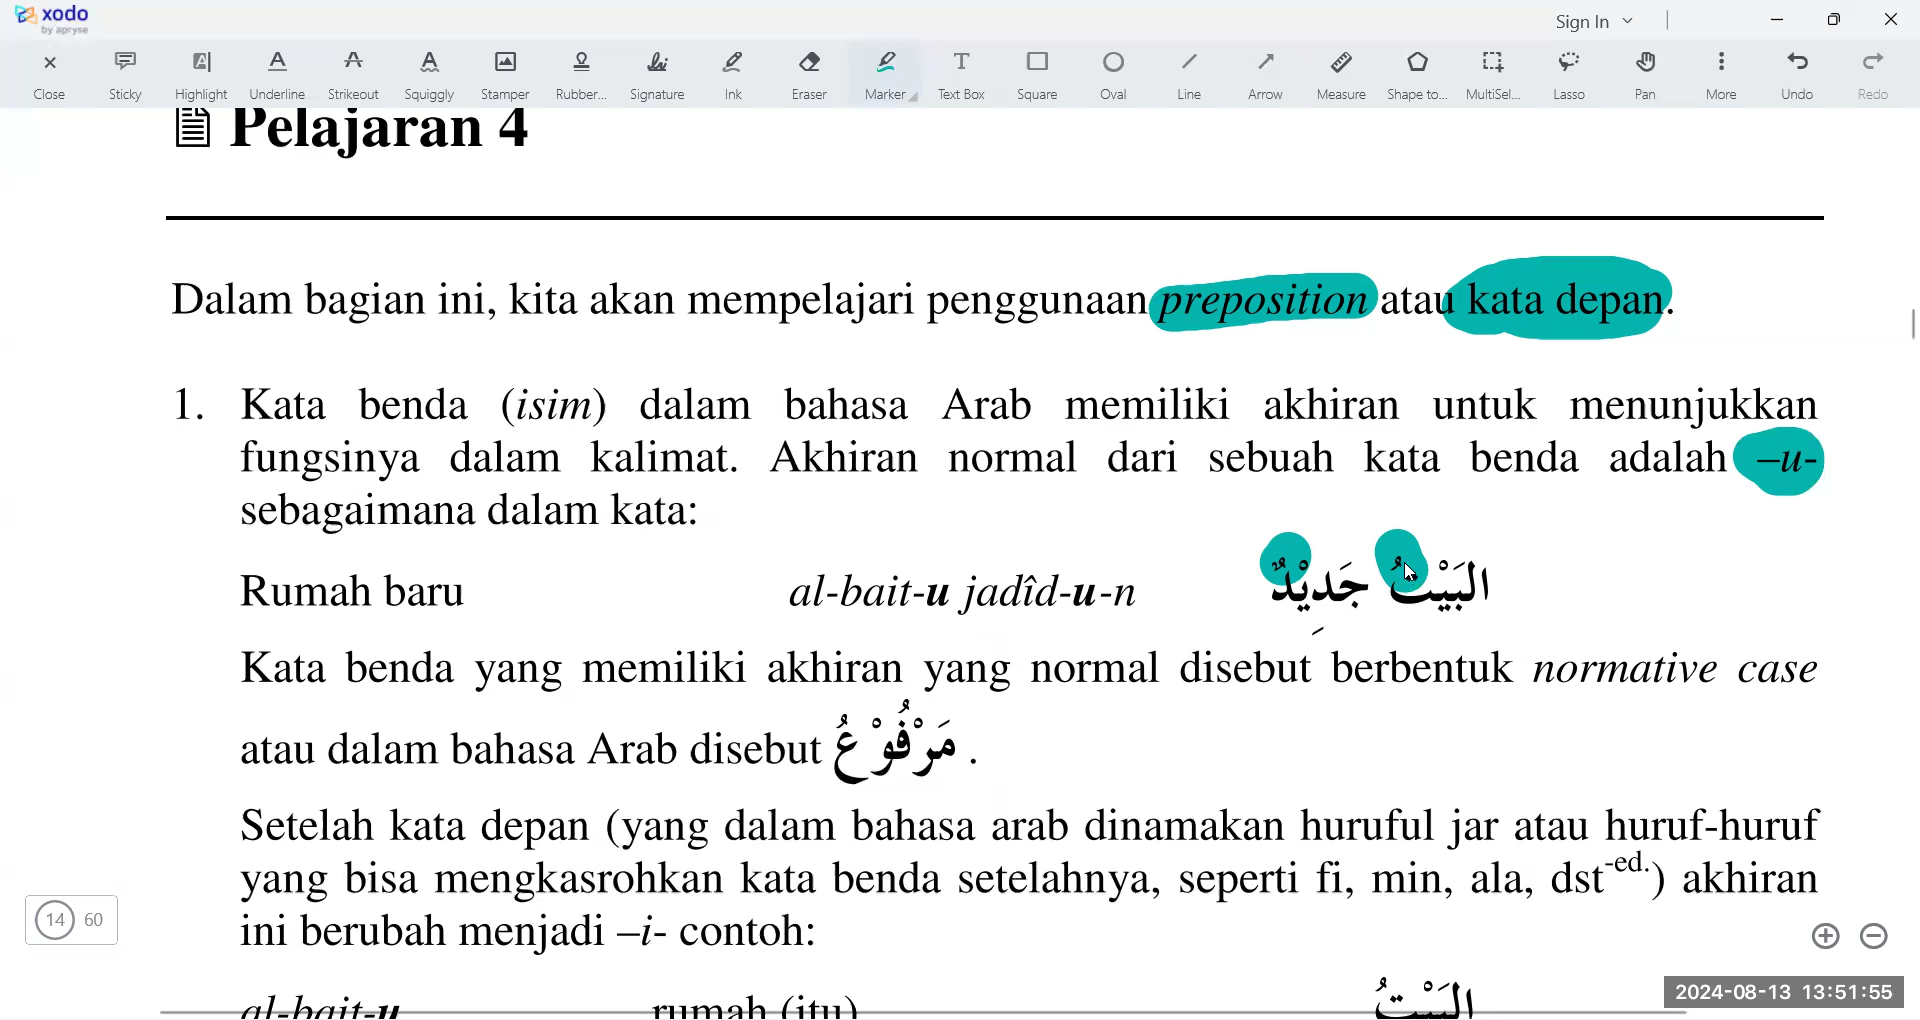 xodo
by apryse
Sign In
Close Sticky Highlight Underline Strikeout Squiggly Stamper Rubber... Signature Ink Eraser Marker Text Box Square Oval Line Arrow Measure Shape to... MultiSel... Lasso Pan More Undo Redo
Pelajaran 4
Dalam bagian ini, kita akan mempelajari penggunaan preposition atau kata depan.
1. Kata benda (isim) dalam bahasa Arab memiliki akhiran untuk menunjukkan
fungsinya dalam kalimat. Akhiran normal dari sebuah kata benda adalah –u-
sebagaimana dalam kata:
Rumah baru al-bait-u jadîd-u-n البَيْتُ جَدِيْدٌ
Kata benda yang memiliki akhiran yang normal disebut berbentuk normative case
atau dalam bahasa Arab disebut مَرْفُوْعُ .
Setelah kata depan (yang dalam bahasa arab dinamakan huruful jar atau huruf-huruf
yang bisa mengkasrohkan kata benda setelahnya, seperti fi, min, ala, dst-ed.) akhiran
ini berubah menjadi –i- contoh:
al-bait-u rumah (itu) البَيْتُ
14 60
2024-08-13 13:51:55